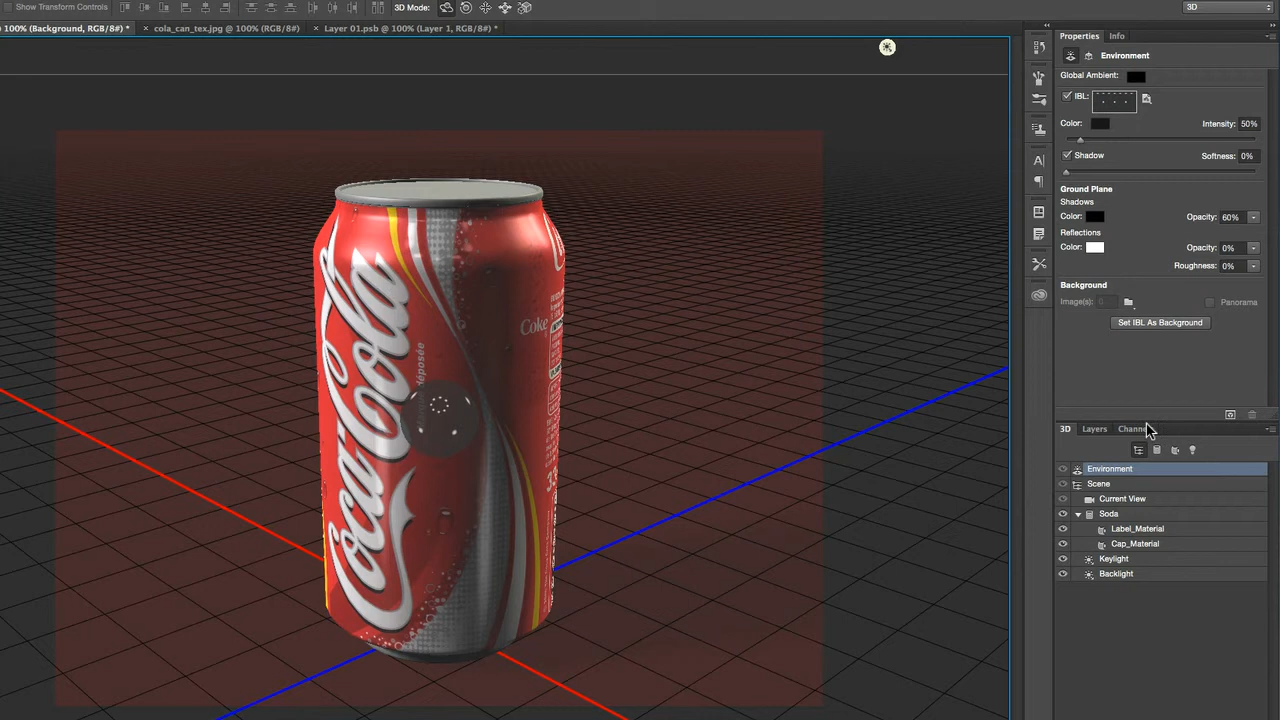 Show Transform Controls
3D Mode:
3D
100% (Background, RGB/8#) *
× cola_can_tex.jpg @ 100% (RGB/8#)
× Layer 01.psb @ 100% (Layer 1, RGB/8#) *
Properties
Info
Environment
Global Ambient:
IBL:
Color:
Intensity: 50%
Shadow
Softness: 0%
Ground Plane
Shadows
Color:
Opacity: 60%
Reflections
Color:
Opacity: 0%
Roughness: 0%
Background
Image(s): 0
Panorama
Set IBL As Background
3D
Layers
Channe
Environment
Scene
Current View
Soda
Label_Material
Cap_Material
Keylight
Backlight
Coca-Cola
déposée
Coke